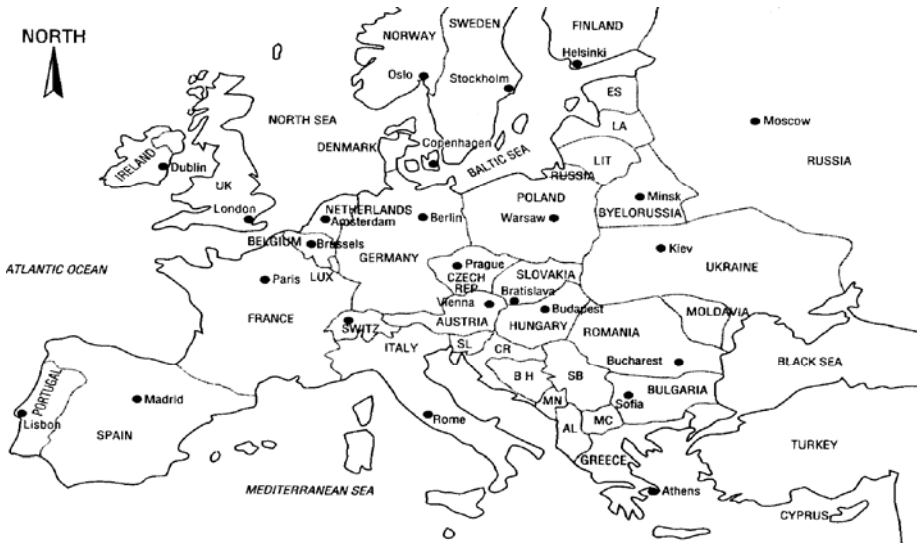 NORTH
NORWAY
SWEDEN
FINLAND
Helsinki
Oslo
Stockholm
ES
NORTH SEA
LA
Moscow
DENMARK
Copenhagen
BALTIC SEA
LIT
RUSSIA
IRELAND
Dublin
RUSSIA
UK
POLAND
Minsk
London
NETHERLANDS
Amsterdam
Berlin
Warsaw
BYELORUSSIA
BELGIUM
Brussels
GERMANY
Kiev
ATLANTIC OCEAN
Paris
LUX
Prague
CZECH
REP
SLOVAKIA
UKRAINE
Bratislava
Vienna
Budapest
MOLDAVIA
FRANCE
SWITZ
AUSTRIA
HUNGARY
ROMANIA
ITALY
SL
CR
Bucharest
BLACK SEA
B H
SB
PORTUGAL
Madrid
MN
BULGARIA
Sofia
Lisbon
SPAIN
Rome
AL
MC
TURKEY
GREECE
MEDITERRANEAN SEA
Athens
CYPRUS